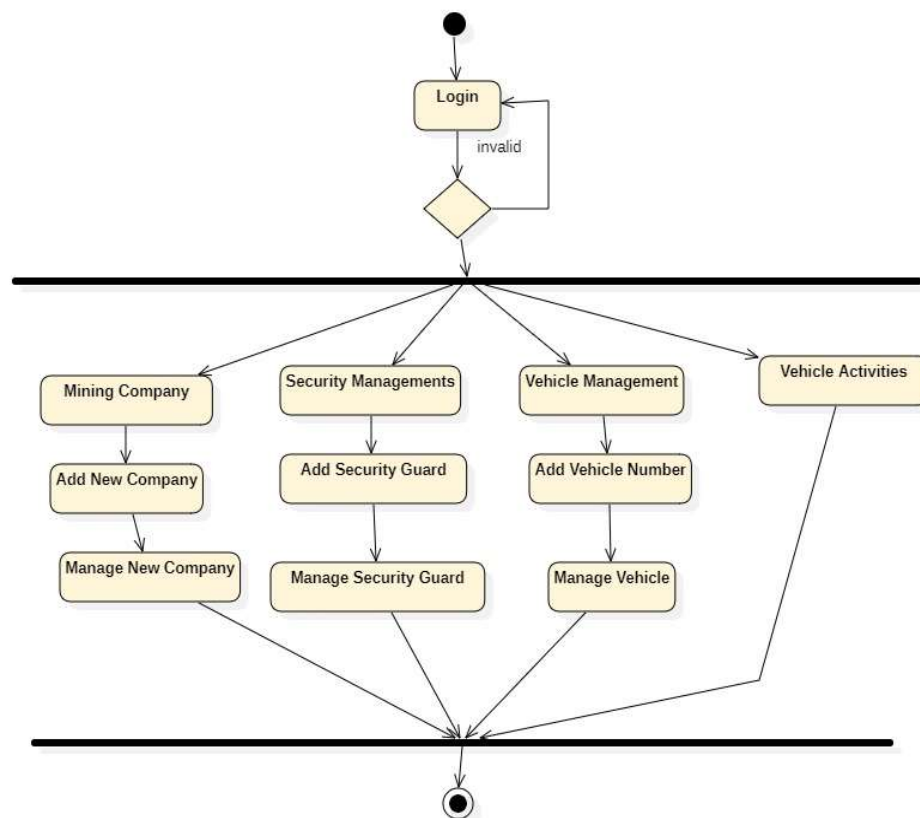 Login
invalid
Mining Company
Security Managements
Vehicle Management
Vehicle Activities
Add New Company
Add Security Guard
Add Vehicle Number
Manage New Company
Manage Security Guard
Manage Vehicle